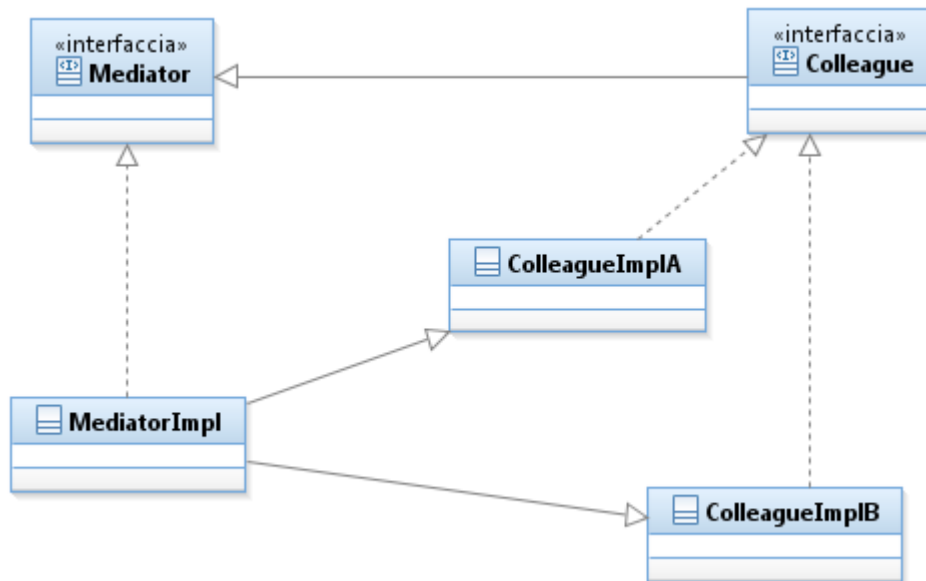 «interfaccia»
Mediator
«interfaccia»
Colleague
ColleagueImplA
MediatorImpl
ColleagueImplB